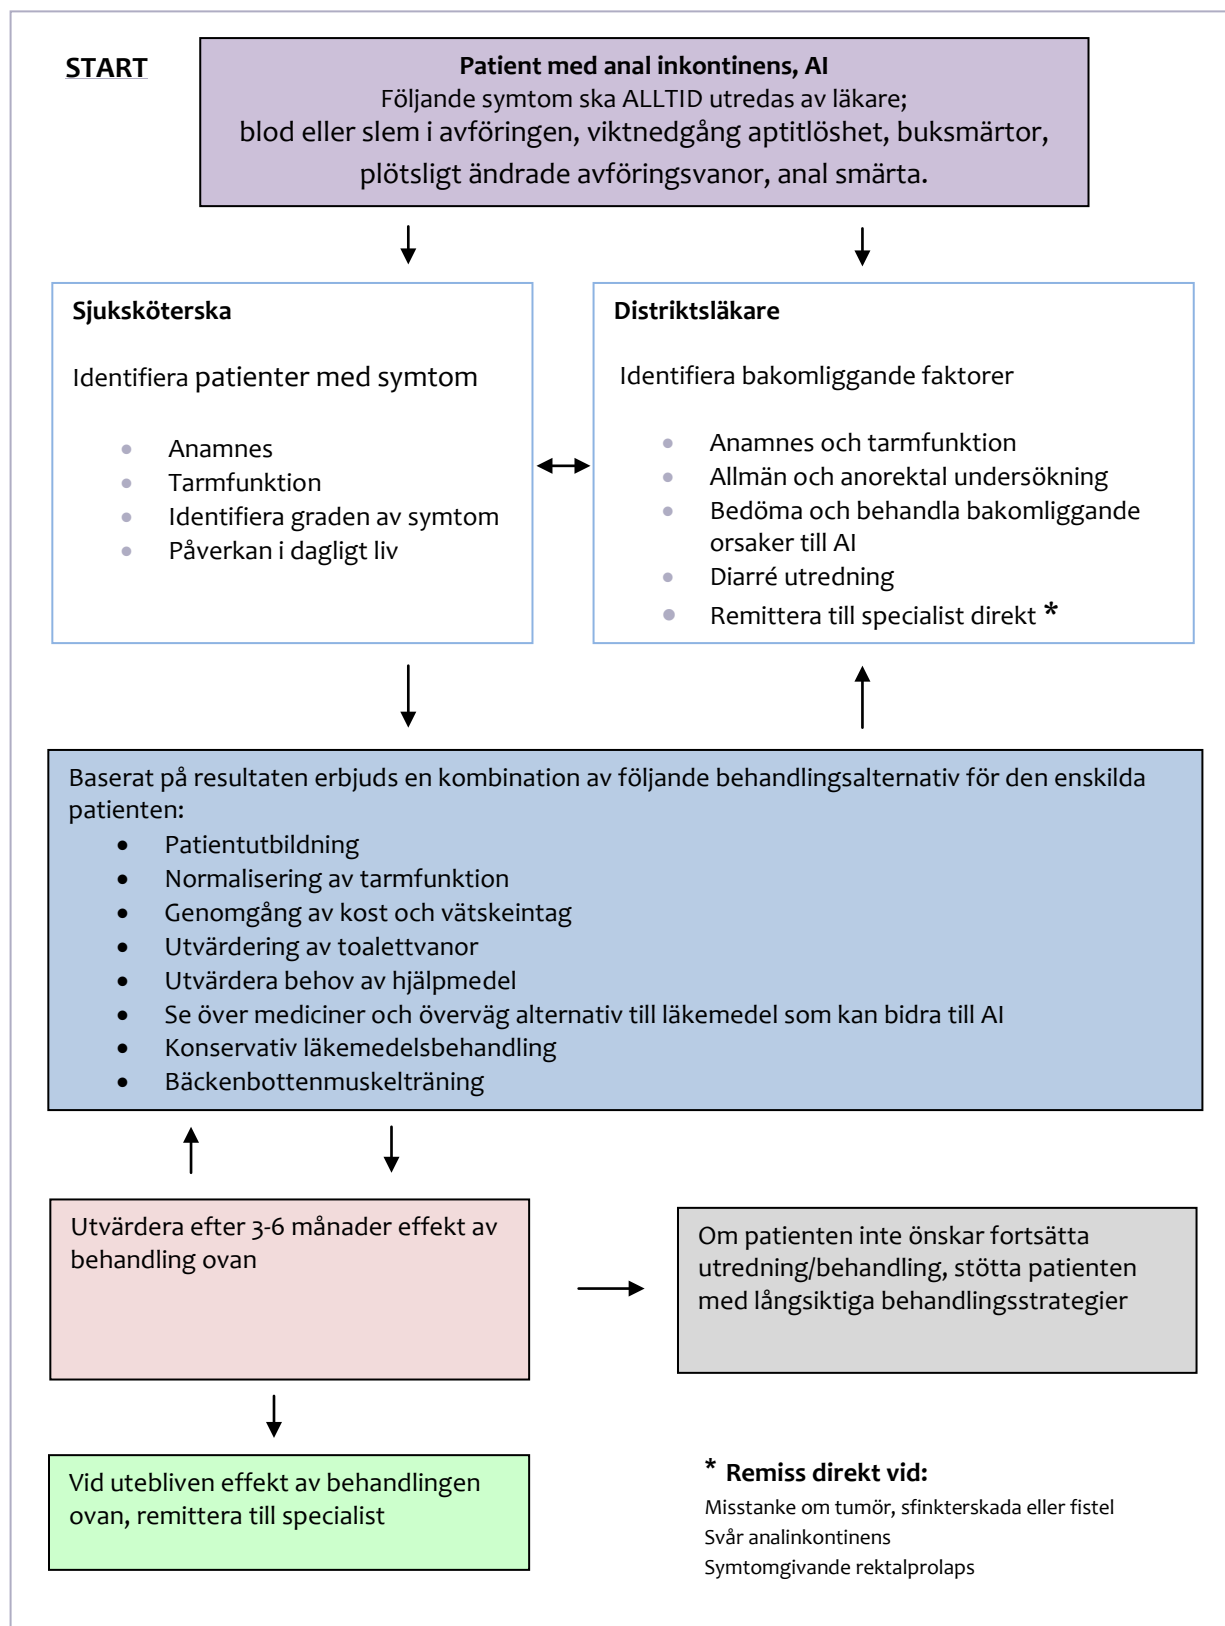 START
Patient med anal inkontinens, AI
Följande symtom ska ALLTID utredas av läkare;
blod eller slem i avföringen, viktnedgång aptitlöshet, buksmärtor,
plötsligt ändrade avföringsvanor, anal smärta.
Sjuksköterska
Identifiera patienter med symtom
• Anamnes
• Tarmfunktion
• Identifiera graden av symtom
• Påverkan i dagligt liv
Distriktsläkare
Identifiera bakomliggande faktorer
• Anamnes och tarmfunktion
• Allmän och anorektal undersökning
• Bedöma och behandla bakomliggande
orsaker till AI
• Diarré utredning
• Remittera till specialist direkt *
Baserat på resultaten erbjuds en kombination av följande behandlingsalternativ för den enskilda
patienten:
• Patientutbildning
• Normalisering av tarmfunktion
• Genomgång av kost och vätskeintag
• Utvärdering av toalettvanor
• Utvärdera behov av hjälpmedel
• Se över mediciner och överväg alternativ till läkemedel som kan bidra till AI
• Konservativ läkemedelsbehandling
• Bäckenbottenmuskelträning
Utvärdera efter 3-6 månader effekt av
behandling ovan
Om patienten inte önskar fortsätta
utredning/behandling, stötta patienten
med långsiktiga behandlingsstrategier
Vid utebliven effekt av behandlingen
ovan, remittera till specialist
* Remiss direkt vid:
Misstanke om tumör, sfinkterskada eller fistel
Svår analinkontinens
Symtomgivande rektalprolaps